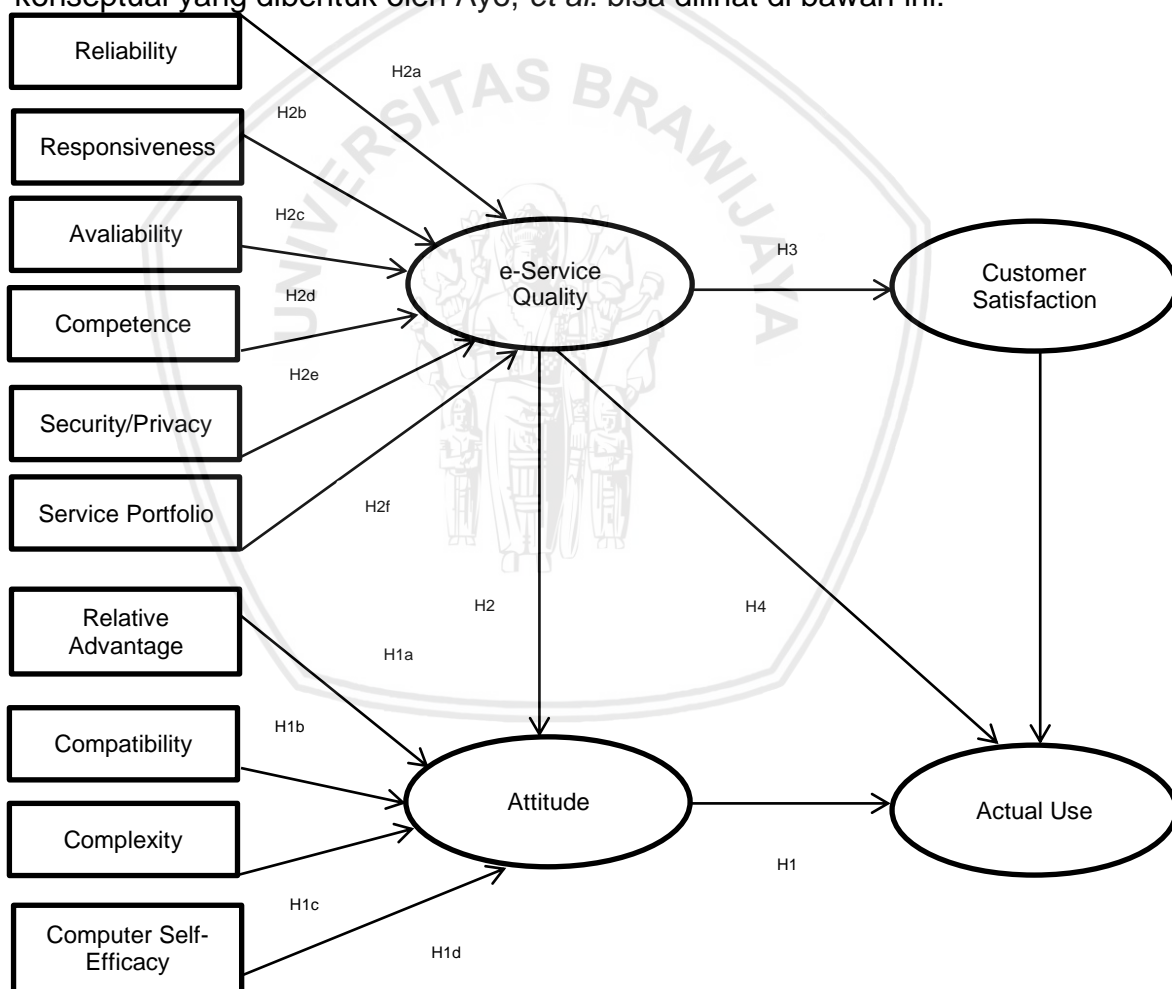 konseptual yang dibentuk oleh Ayo, et al. bisa dilihat di bawah ini:
Reliability
H2a
H2b
Responsiveness
H2c
Avaliability
H2d
Competence
H2e
Security/Privacy
Service Portfolio
H2f
e-Service
Quality
H3
Customer
Satisfaction
H2
H4
Relative
Advantage
H1a
Compatibility
H1b
Complexity
H1c
Computer Self-
Efficacy
H1d
Attitude
H1
Actual Use
UNIVERSITAS BRAWIJAYA